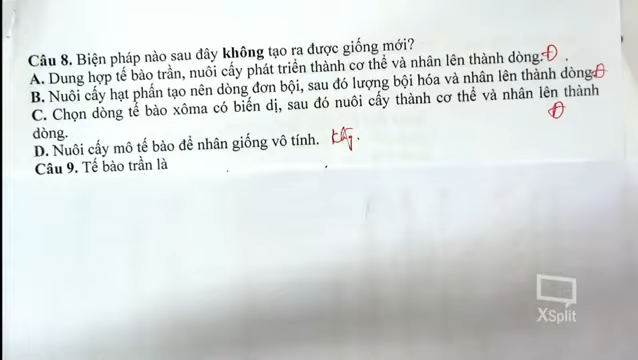 Câu 8. Biện pháp nào sau đây không tạo ra được giống mới?
A. Dung hợp tế bào trần, nuôi cấy phát triển thành cơ thể và nhân lên thành dòng. Đ
B. Nuôi cấy hạt phấn tạo nên dòng đơn bội, sau đó lượng bội hóa và nhân lên thành dòng. Đ
C. Chọn dòng tế bào xôma có biến dị, sau đó nuôi cấy thành cơ thể và nhân lên thành
dòng. Đ
D. Nuôi cấy mô tế bào để nhân giống vô tính.
Câu 9. Tế bào trần là
XSplit